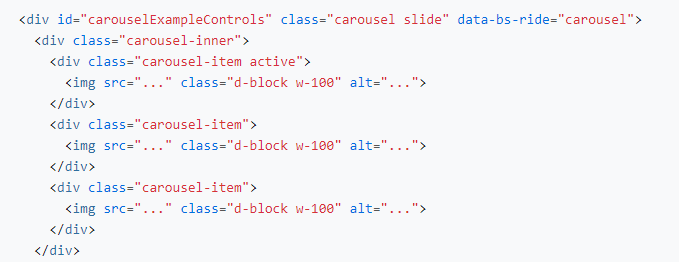 <div id="carouselExampleControls" class="carousel slide" data-bs-ride="carousel">
  <div class="carousel-inner">
    <div class="carousel-item active">
      <img src="..." class="d-block w-100" alt="...">
    </div>
    <div class="carousel-item">
      <img src="..." class="d-block w-100" alt="...">
    </div>
    <div class="carousel-item">
      <img src="..." class="d-block w-100" alt="...">
    </div>
  </div>